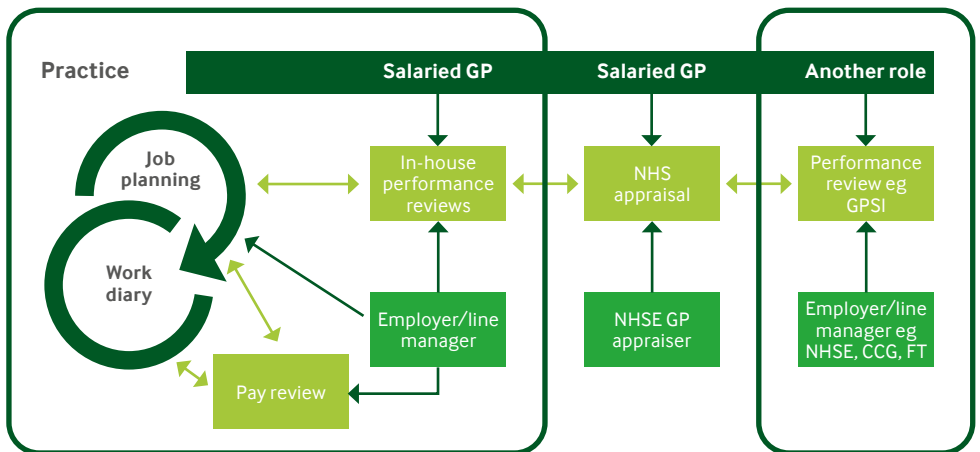 Practice
Salaried GP
Salaried GP
Another role
Job
planning
In-house
performance
reviews
NHS
appraisal
Performance
review eg
GPSI
Work
diary
Employer/line
manager
NHSE GP
appraiser
Employer/line
manager eg
NHSE, CCG, FT
Pay review